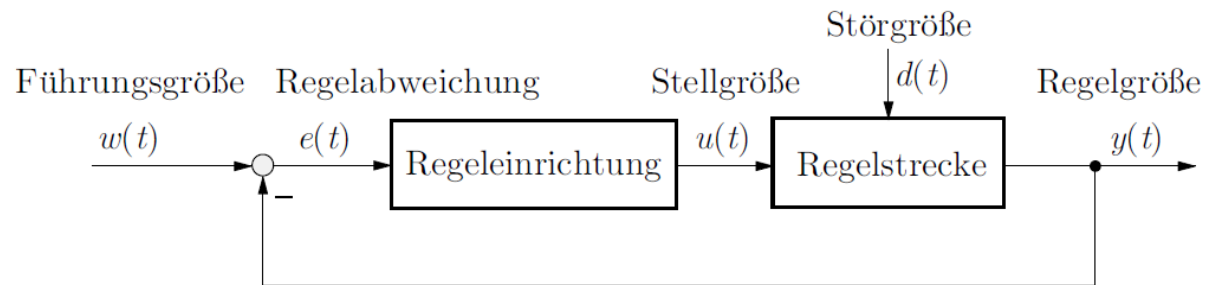 Störgröße
Führungsgröße Regelabweichung Stellgröße d(t) Regelgröße
w(t) e(t) u(t) y(t)
Regeleinrichtung Regelstrecke
−